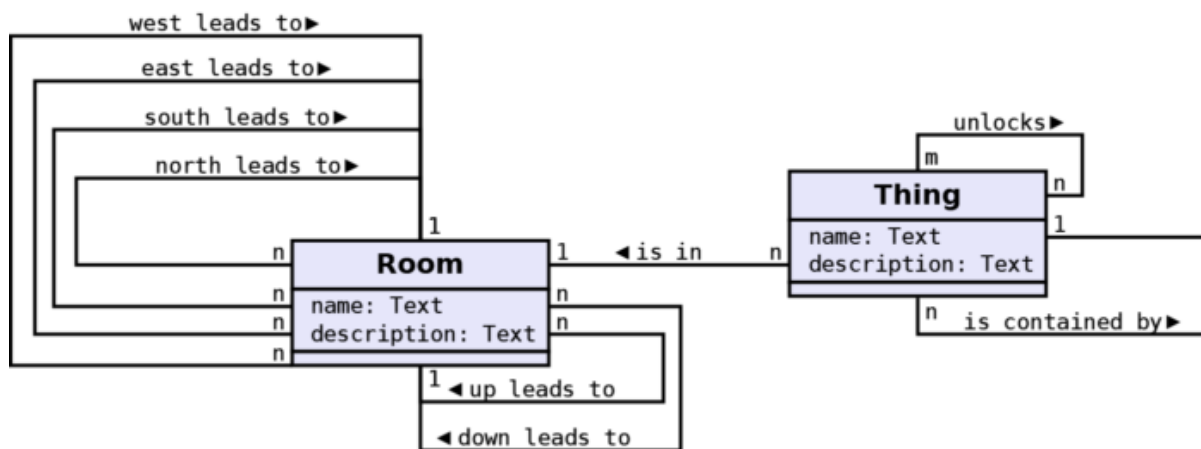 west leads to►
east leads to►
south leads to►
north leads to►
unlocks►
m
n
Thing
name: Text
description: Text
1
n
n
1
◄is in
1
Room
name: Text
description: Text
n
n
n
n
n
n
1
◄up leads to
◄down leads to
is contained by►